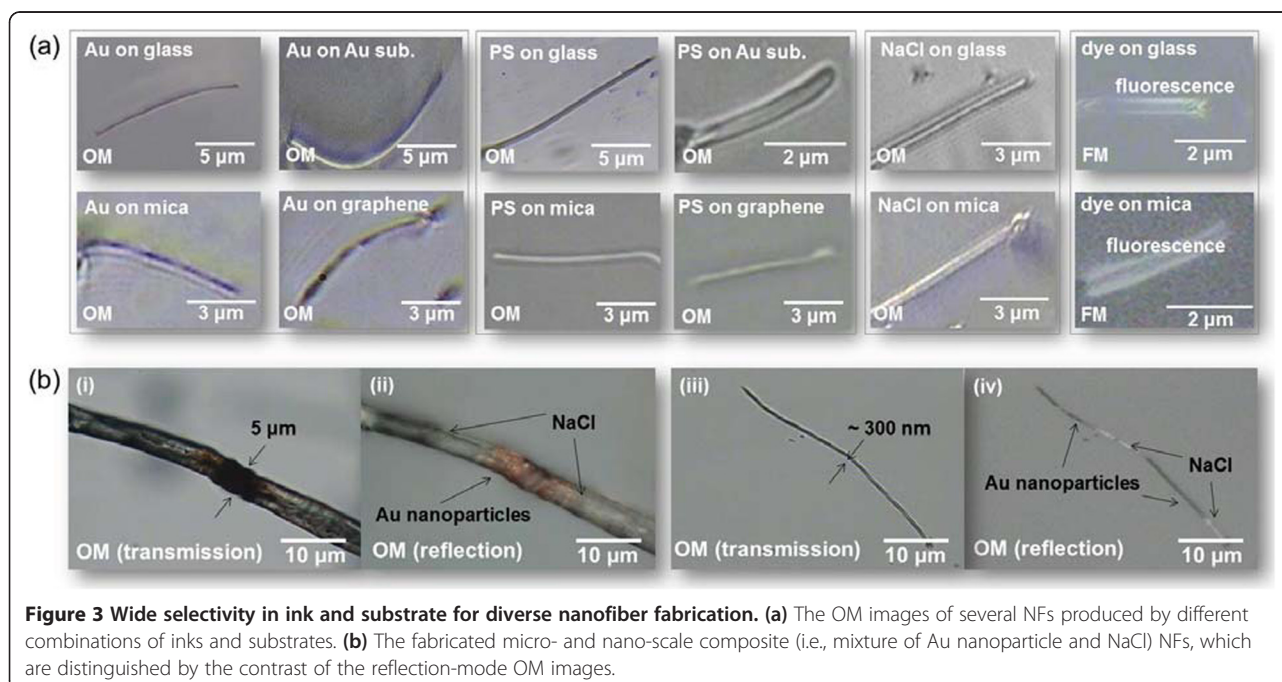 (a)
Au on glass
OM
5 µm
Au on Au sub.
OM
5 µm
PS on glass
OM
5 µm
PS on Au sub.
OM
2 µm
NaCl on glass
OM
3 µm
dye on glass
fluorescence
FM
2 µm
Au on mica
OM
3 µm
Au on graphene
OM
3 µm
PS on mica
OM
3 µm
PS on graphene
OM
3 µm
NaCl on mica
OM
3 µm
dye on mica
fluorescence
FM
2 µm
(b)
(i)
5 µm
OM (transmission)
10 µm
(ii)
NaCl
Au nanoparticles
OM (reflection)
10 µm
(iii)
~ 300 nm
OM (transmission)
10 µm
(iv)
NaCl
Au nanoparticles
OM (reflection)
10 µm
Figure 3 Wide selectivity in ink and substrate for diverse nanofiber fabrication. (a) The OM images of several NFs produced by different
combinations of inks and substrates. (b) The fabricated micro- and nano-scale composite (i.e., mixture of Au nanoparticle and NaCl) NFs, which
are distinguished by the contrast of the reflection-mode OM images.